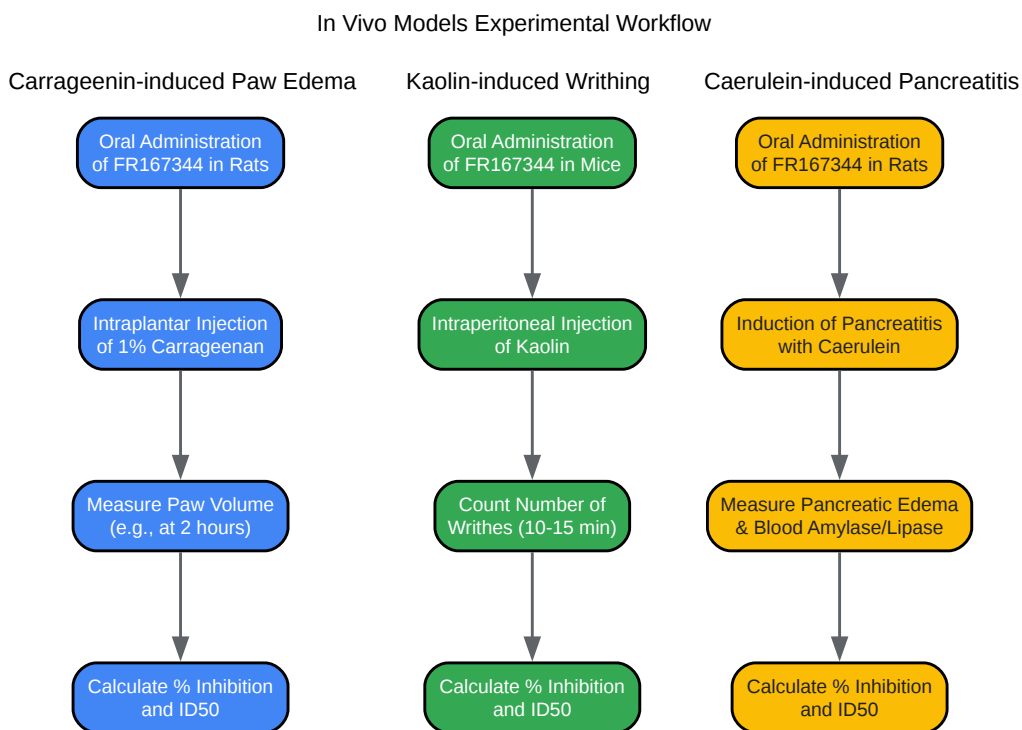 In Vivo Models Experimental Workflow
Carrageenin-induced Paw Edema
Oral Administration
of FR167344 in Rats
Intraplantar Injection
of 1% Carrageenan
Measure Paw Volume
(e.g., at 2 hours)
Calculate % Inhibition
and ID50
Kaolin-induced Writhing
Oral Administration
of FR167344 in Mice
Intraperitoneal Injection
of Kaolin
Count Number of
Writhes (10-15 min)
Calculate % Inhibition
and ID50
Caerulein-induced Pancreatitis
Oral Administration
of FR167344 in Rats
Induction of Pancreatitis
with Caerulein
Measure Pancreatic Edema
& Blood Amylase/Lipase
Calculate % Inhibition
and ID50